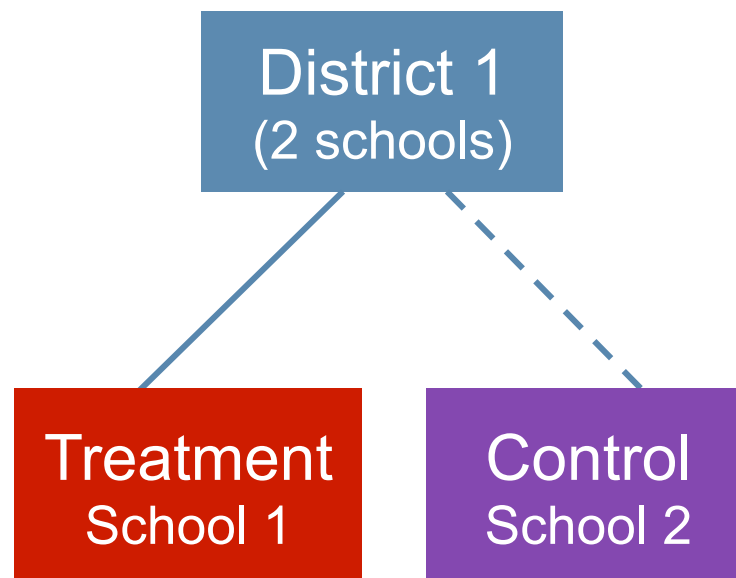 District 1
(2 schools)
Treatment
School 1
Control
School 2